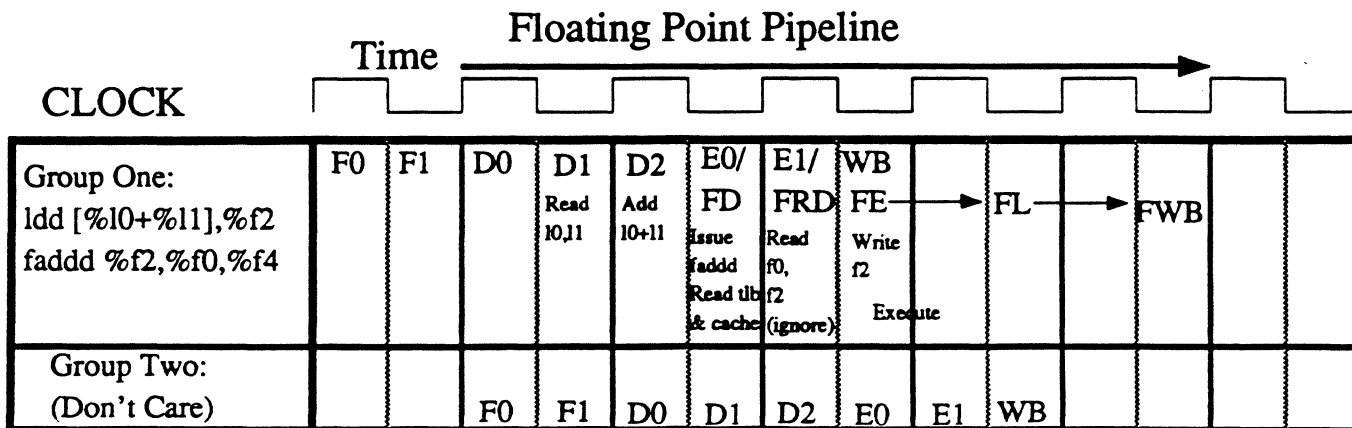 Floating Point Pipeline
Time
CLOCK
Group One:
ldd [%l0+%l1],%f2
faddd %f2,%f0,%f4
F0 F1 D0 D1 D2 E0/ E1/ WB
FD FRD FE FL FWB
Read
l0,l1
Add
l0+l1
Issue
faddd
Read tlb
& cache
Read
f0,
f2
(ignore)
Write
f2
Execute
Group Two:
(Don't Care)
F0 F1 D0 D1 D2 E0 E1 WB